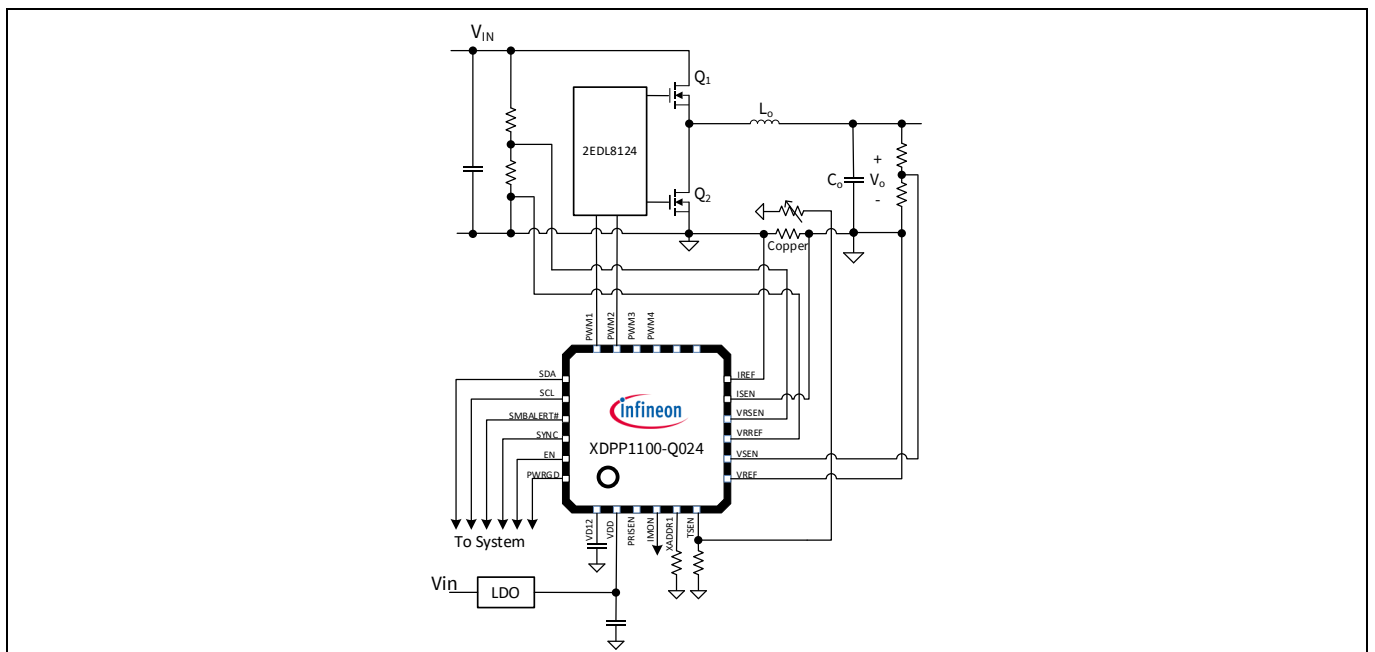 VIN
Q1
Lo
2EDL8124
+
Co
Vo
-
Q2
Copper
PWM1
PWM2
PWM3
PWM4
SDA
IREF
SCL
ISEN
infineon
SMBALERT#
VRSEN
SYNC
VRREF
XDPP1100-Q024
EN
VSEN
PWRGD
VREF
VD12
VDD
PRISEN
IMON
XADDR1
TSEN
To System
Vin
LDO